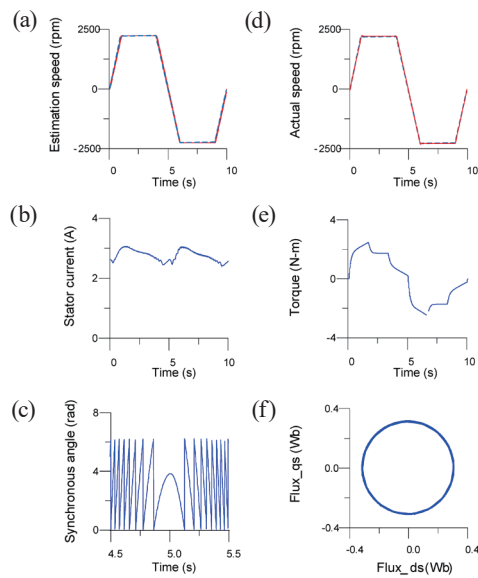 (a)
Estimation speed (rpm)
2500
0
-2500
0 5 10
Time (s)
(d)
Actual speed (rpm)
2500
0
-2500
0 5 10
Time (s)
(b)
Stator current (A)
4
2
0
0 5 10
Time (s)
(e)
Torque (N-m)
4
0
-4
0 5 10
Time (s)
(c)
Synchronous angle (rad)
8
4
0
4.5 5.0 5.5
Time (s)
(f)
Flux_qs (Wb)
0.4
0.0
-0.4
-0.4 0.0 0.4
Flux_ds(Wb)